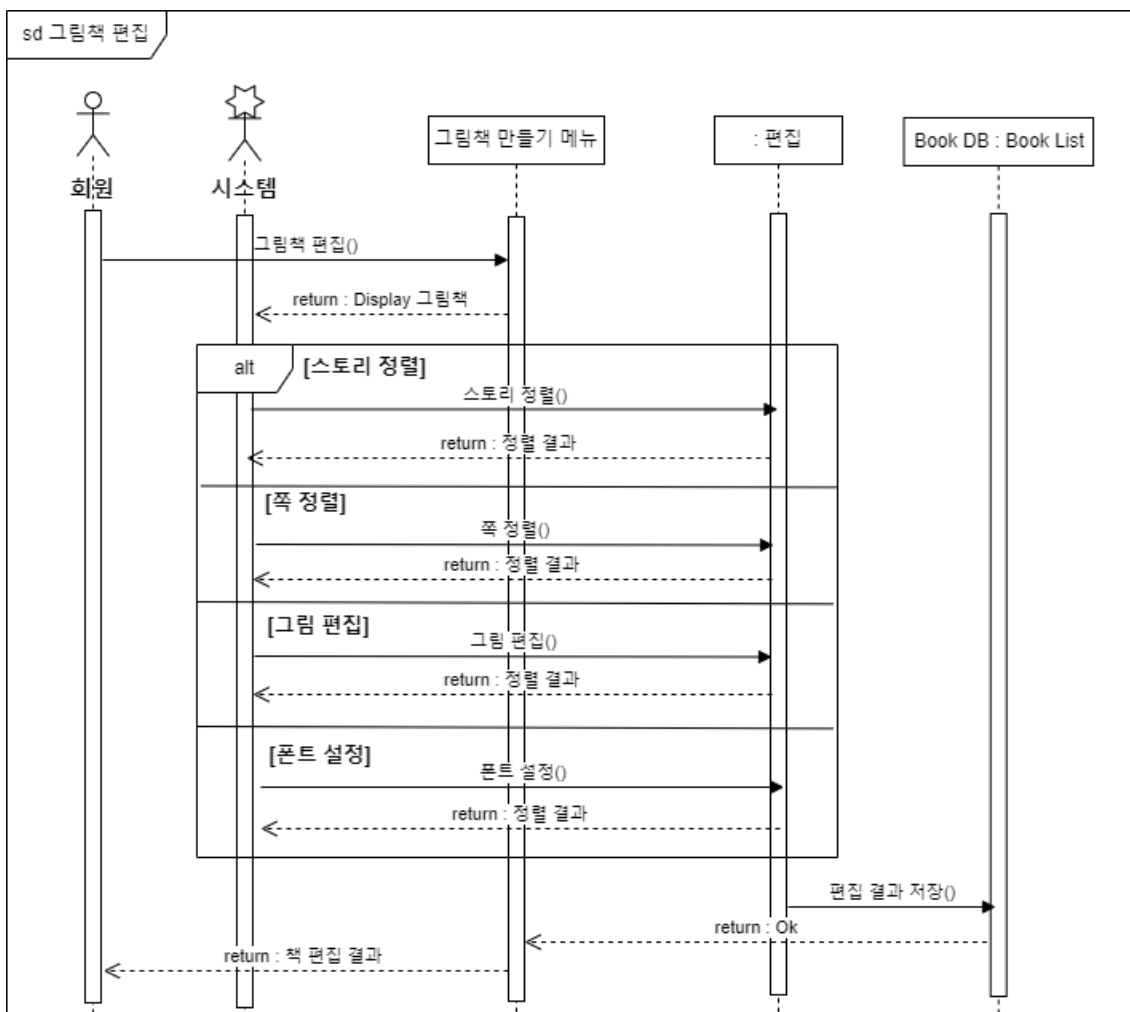 sd 그림책 편집
회원
시소템
그림책 만들기 메뉴
: 편집
Book DB : Book List
그림책 편집()
return : Display 그림책
alt
[스토리 정렬]
스토리 정렬()
return : 정렬 결과
[쪽 정렬]
쪽 정렬()
return : 정렬 결과
[그림 편집]
그림 편집()
return : 정렬 결과
[폰트 설정]
폰트 설정()
return : 정렬 결과
편집 결과 저장()
return : Ok
return : 책 편집 결과